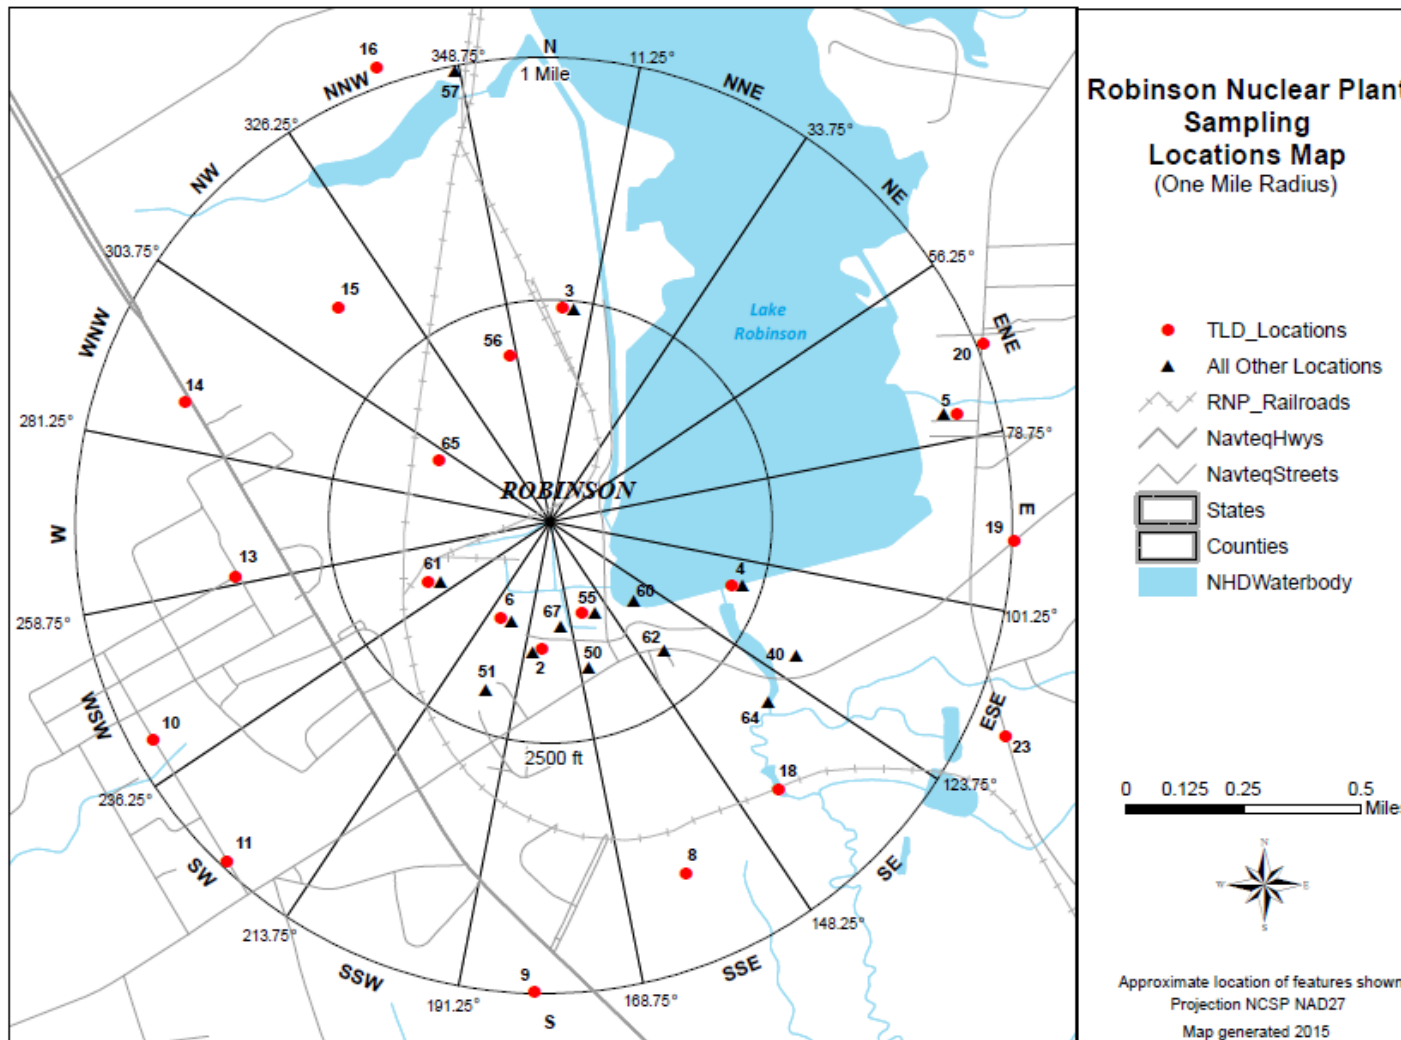 16
348.75°
N
11.25°
1 Mile
NNW
57
NNE
326.25°
33.75°
NW
NE
303.75°
56.25°
15
3
Lake
Robinson
WNW
56
ENE
20
14
5
281.25°
78.75°
65
ROBINSON
W
19
E
13
61
4
60
6
55
67
101.25°
258.75°
62
40
2
50
51
WSW
64
ESE
10
23
2500 ft
18
236.25°
123.75°
11
8
SW
SE
213.75°
148.25°
SSW
9
SSE
191.25°
168.75°
S
Robinson Nuclear Plant
Sampling
Locations Map
(One Mile Radius)
TLD_Locations
All Other Locations
RNP_Railroads
NavteqHwys
NavteqStreets
States
Counties
NHDWaterbody
0 0.125 0.25 0.5
Miles
N
W E
S
Approximate location of features shown
Projection NCSP NAD27
Map generated 2015